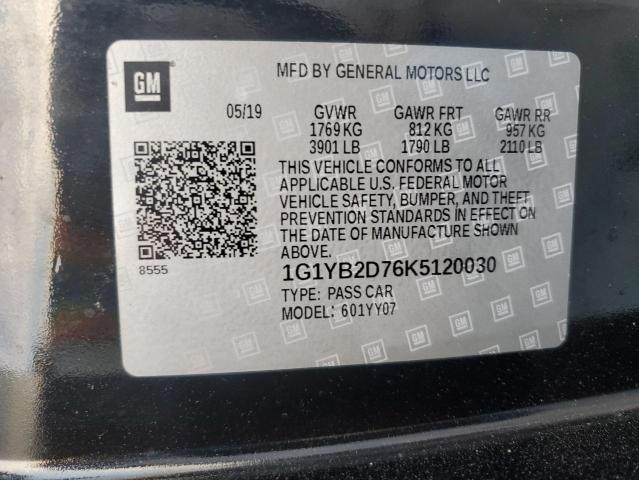 GM
MFD BY GENERAL MOTORS LLC
05/19 GVWR GAWR FRT GAWR RR
1769 KG 812 KG 957 KG
3901 LB 1790 LB 2110 LB
THIS VEHICLE CONFORMS TO ALL
APPLICABLE U.S. FEDERAL MOTOR
VEHICLE SAFETY, BUMPER, AND THEFT
PREVENTION STANDARDS IN EFFECT ON
THE DATE OF MANUFACTURE SHOWN
ABOVE.
8555
1G1YB2D76K5120030
TYPE: PASS CAR
MODEL: 601YY07